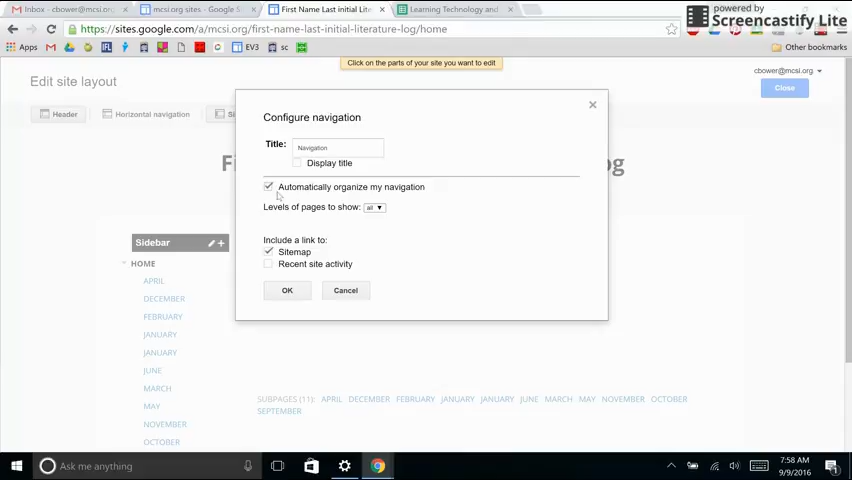 Inbox - cbower@mcsi.org
mcsi.org sites - Google S
First Name Last initial Lit
Learning Technology and
powered by
Screencastify Lite
https://sites.google.com/a/mcsi.org/first-name-last-initial-literature-log/home
Apps
EV3
sc
Other bookmarks
Click on the parts of your site you want to edit
Edit site layout
cbower@mcsi.org
Close
Header
Horizontal navigation
Si
Fi
og
Configure navigation
Title:
Navigation
Display title
Automatically organize my navigation
Levels of pages to show:
all
Include a link to:
Sitemap
Recent site activity
OK
Cancel
Sidebar
HOME
APRIL
DECEMBER
FEBRUARY
JANUARY
JANUARY
JUNE
MARCH
MAY
NOVEMBER
OCTOBER
SUBPAGES (11): APRIL DECEMBER FEBRUARY JANUARY JANUARY JUNE MARCH MAY NOVEMBER OCTOBER
SEPTEMBER
Ask me anything
7:58 AM
9/9/2016